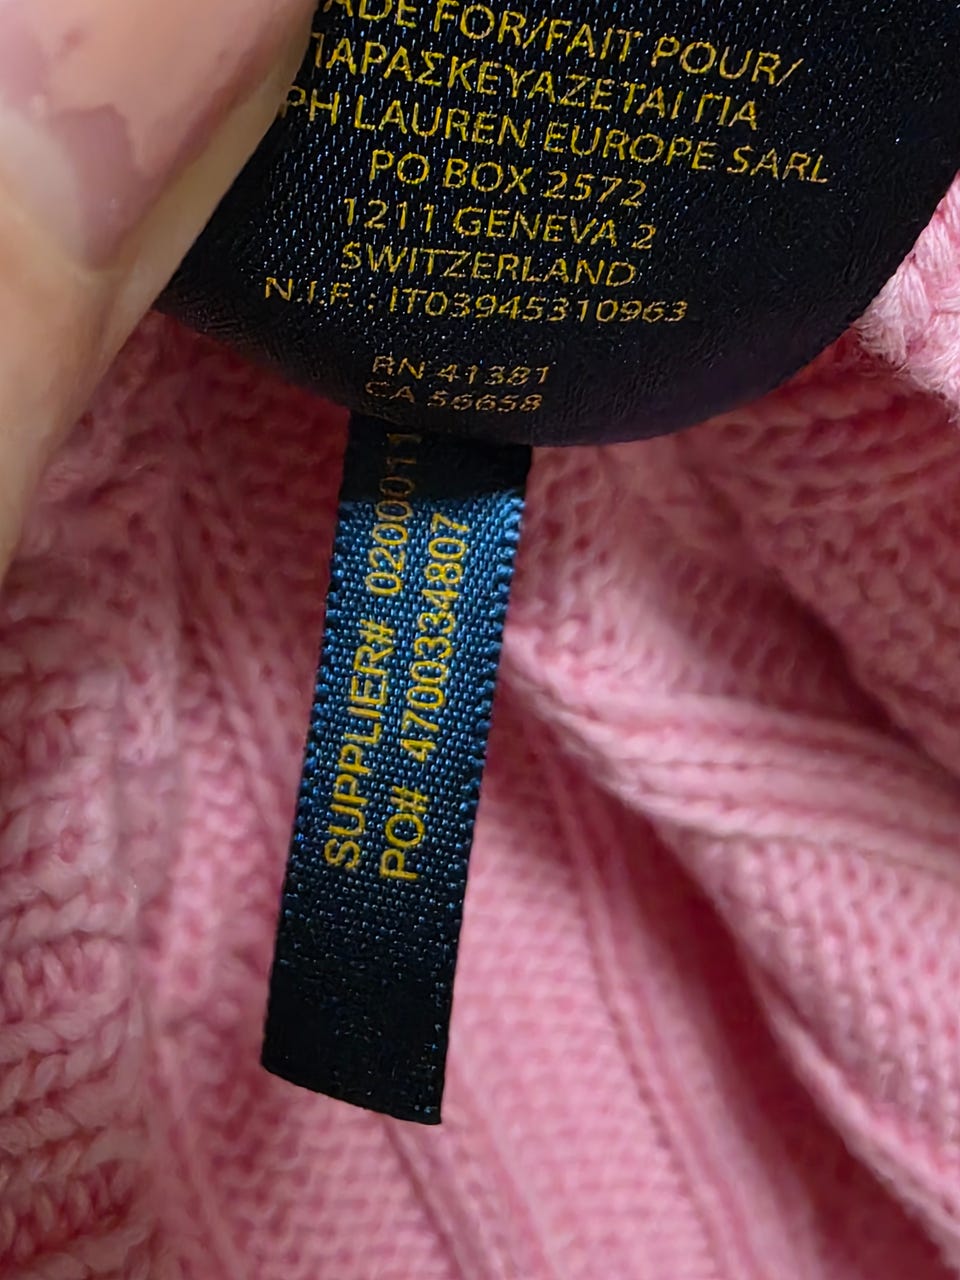 ADE FOR/FAIT POUR/
ΠΑΡΑΣΚΕΥΑΖΕΤΑΙ ΓΙΑ
PH LAUREN EUROPE SARL
PO BOX 2572
1211 GENEVA 2
SWITZERLAND
N.I.F. : IT03945310963
RN 41381
CA 56658
SUPPLIER#
PO# 4700334807